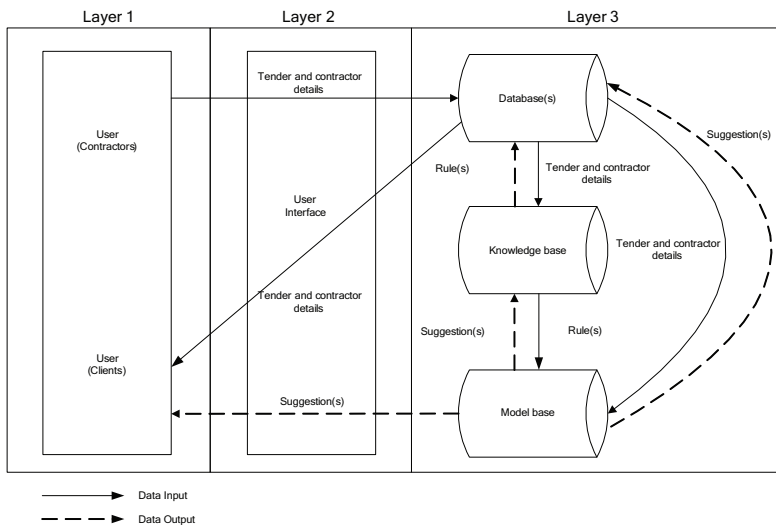 Layer 1
Layer 2
Layer 3
Tender and contractor
details
Database(s)
User
(Contractors)
Suggestion(s)
Rule(s)
Tender and contractor
details
User
Interface
Knowledge base
Tender and contractor
details
Tender and contractor
details
Suggestion(s)
Rule(s)
User
(Clients)
Suggestion(s)
Model base
Data Input
Data Output